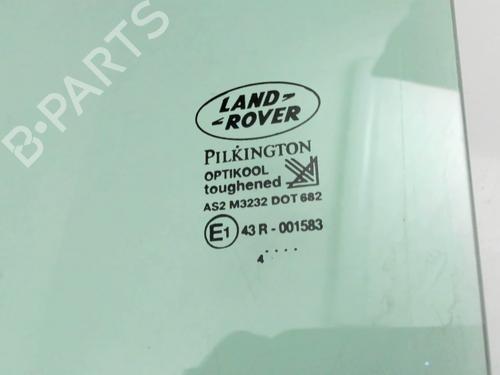 B-PARTS
LAND
ROVER
PILKINGTON
OPTIKOOL
toughened
AS2 M3232 DOT 682
E1 43 R - 001583
4 ....